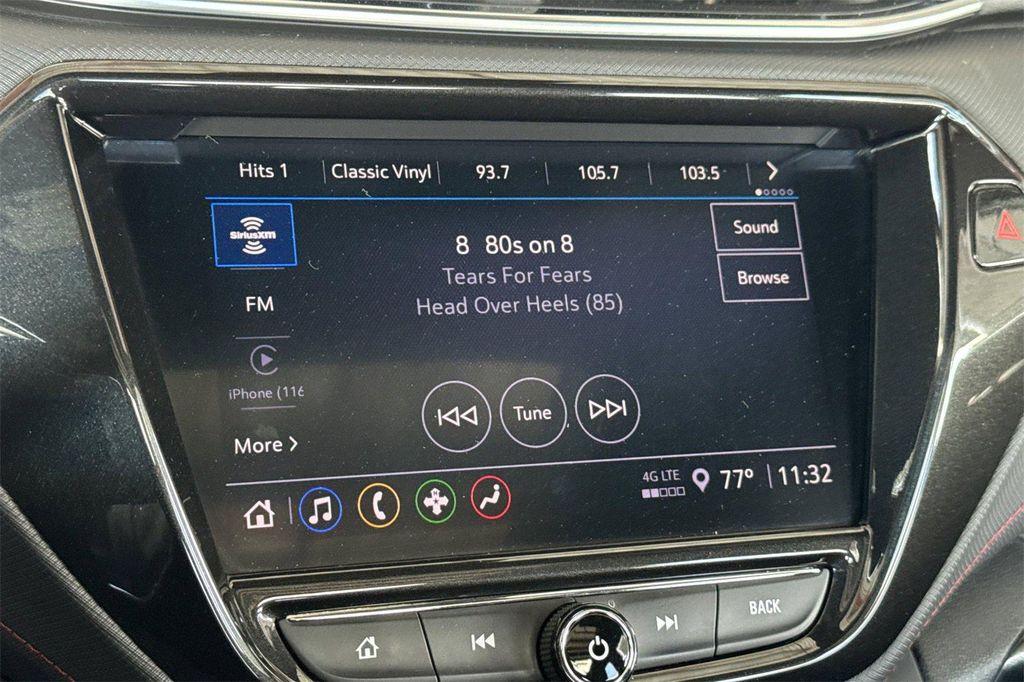 Hits 1 Classic Vinyl 93.7 105.7 103.5
SiriusXM
8 80s on 8
Sound
Tears For Fears
Browse
FM
Head Over Heels (85)
iPhone (116
Tune
More
4G LTE 77° 11:32
BACK